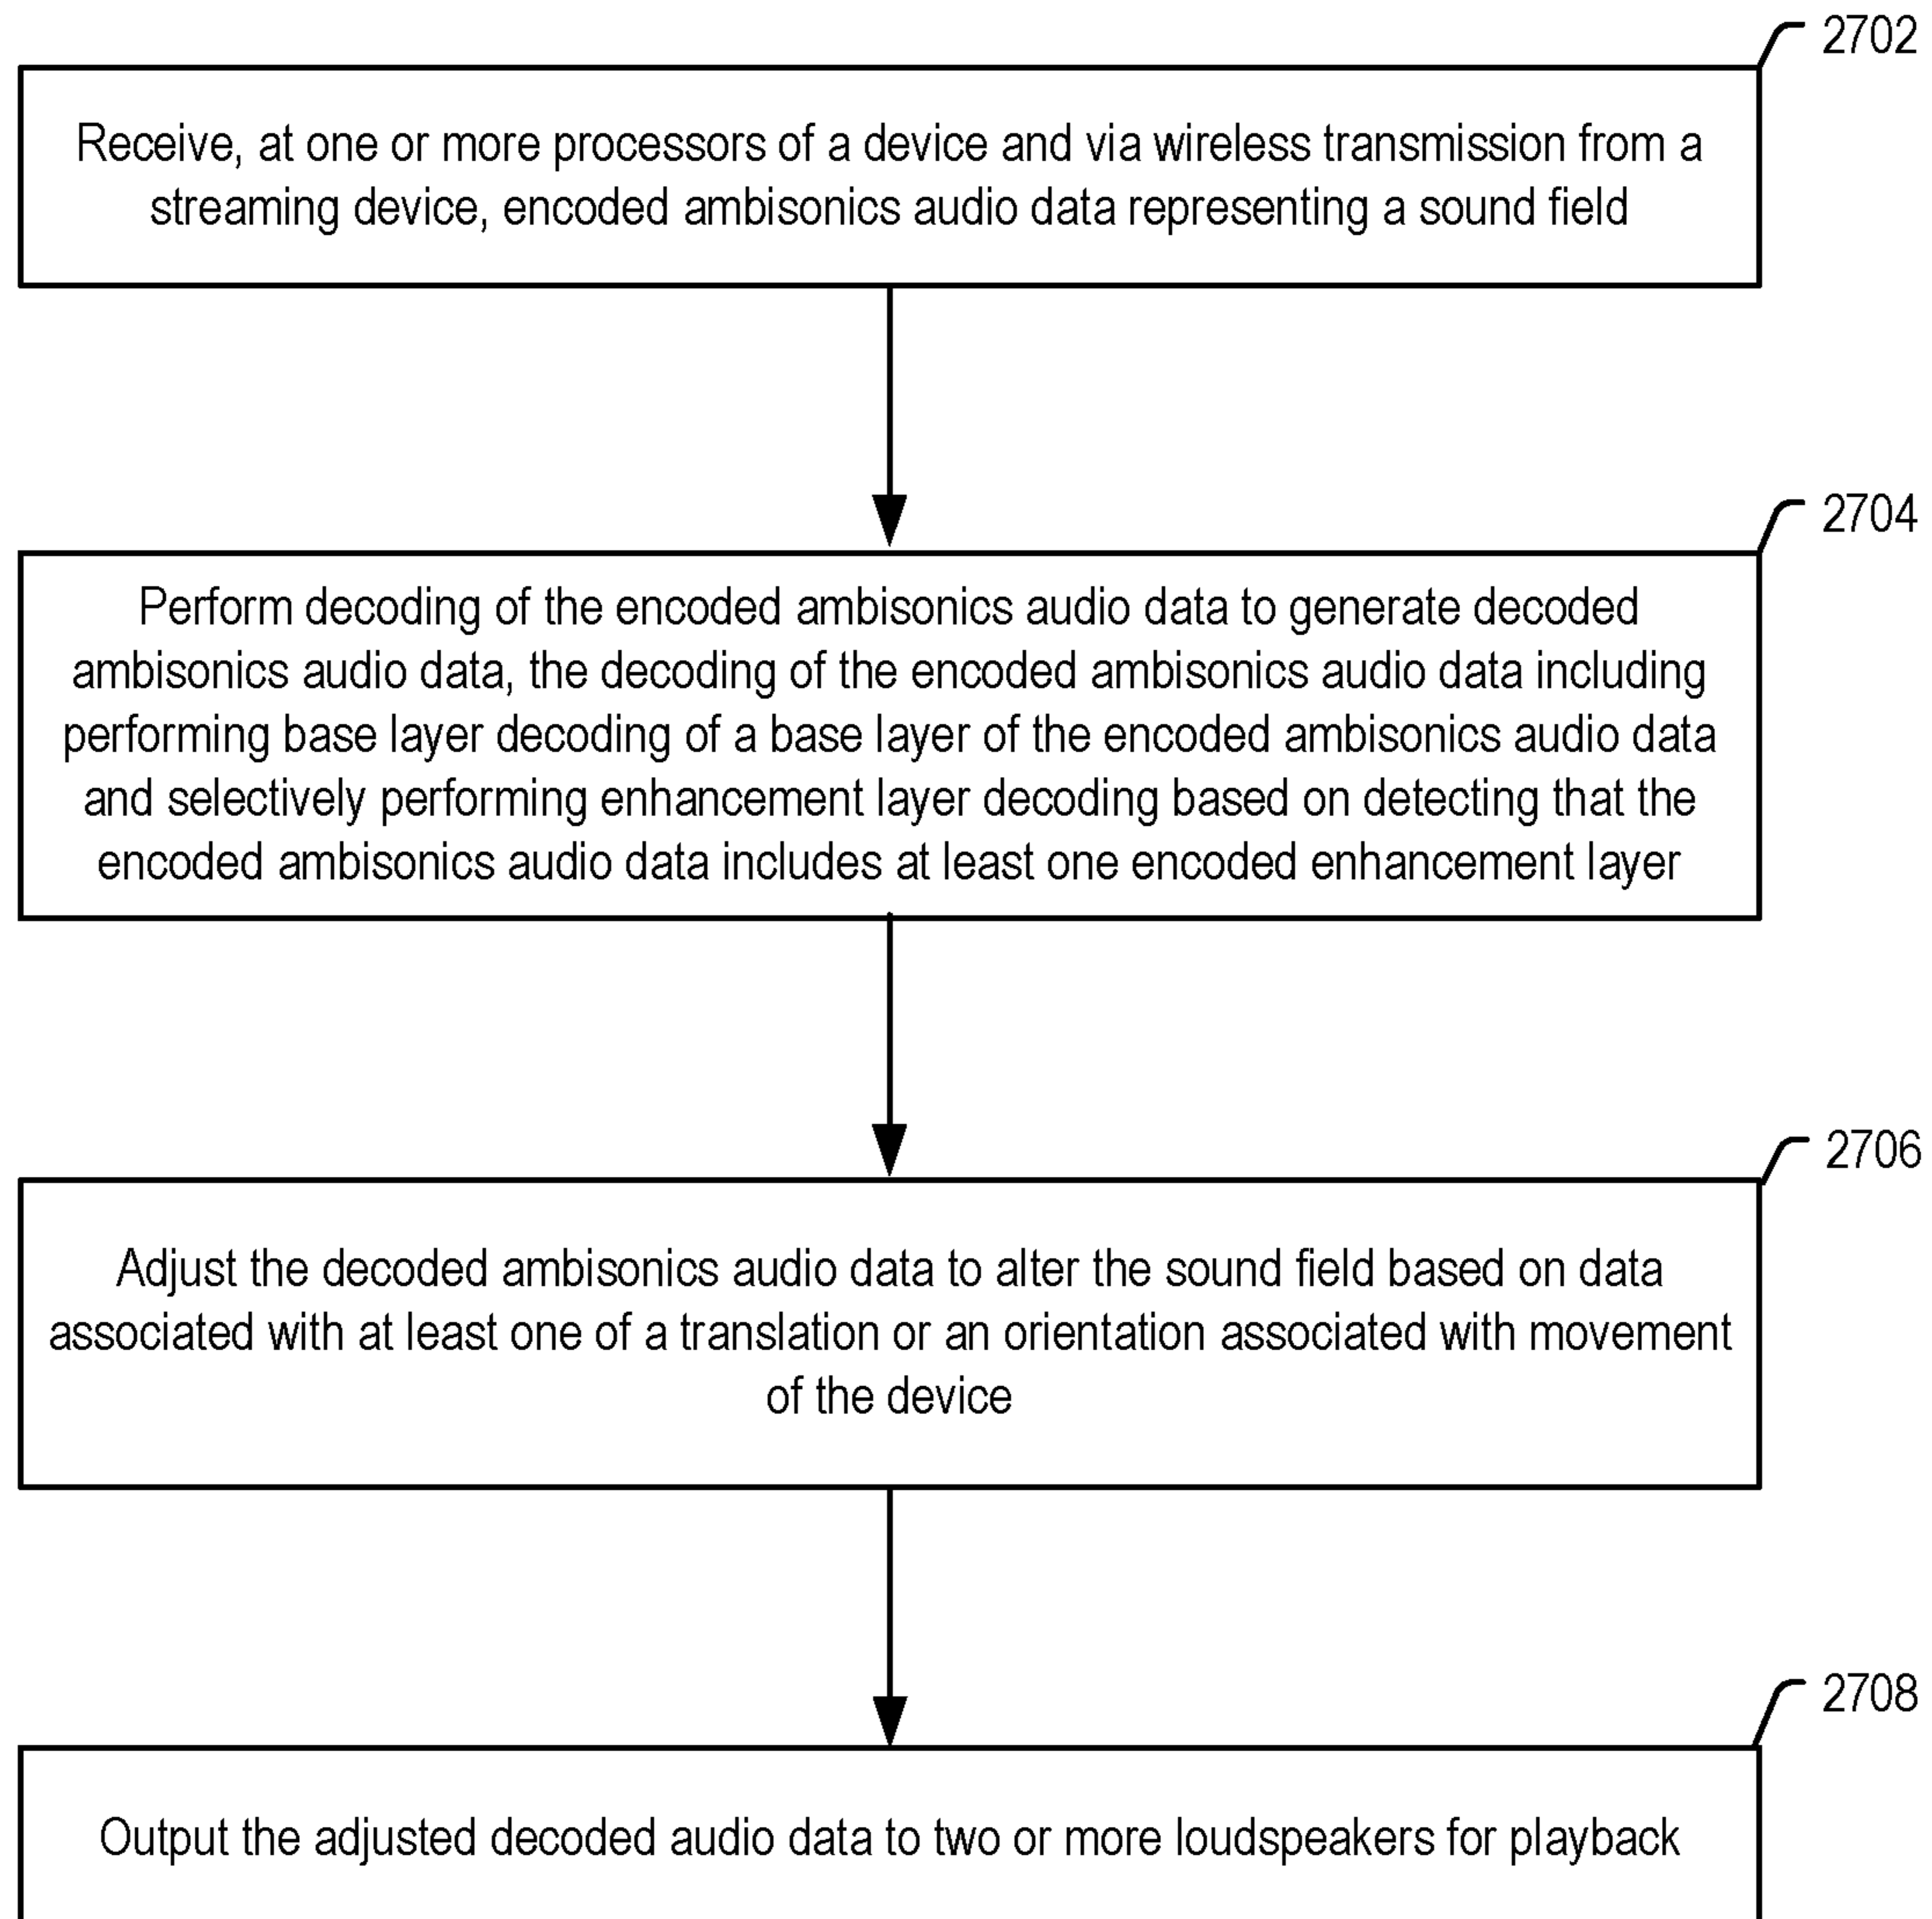 2702
Receive, at one or more processors of a device and via wireless transmission from a
streaming device, encoded ambisonics audio data representing a sound field
2704
Perform decoding of the encoded ambisonics audio data to generate decoded
ambisonics audio data, the decoding of the encoded ambisonics audio data including
performing base layer decoding of a base layer of the encoded ambisonics audio data
and selectively performing enhancement layer decoding based on detecting that the
encoded ambisonics audio data includes at least one encoded enhancement layer
2706
Adjust the decoded ambisonics audio data to alter the sound field based on data
associated with at least one of a translation or an orientation associated with movement
of the device
2708
Output the adjusted decoded audio data to two or more loudspeakers for playback